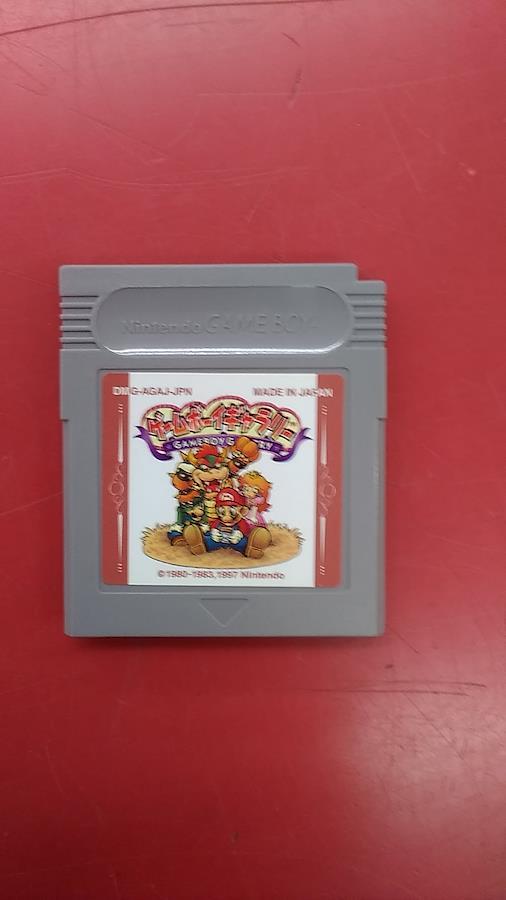 Nintendo GAME BOY
DMG-AGAJ-JPN MADE IN JAPAN
ゲームボーイギャラリー
GAMEBOY
©1980-1983,1997 Nintendo